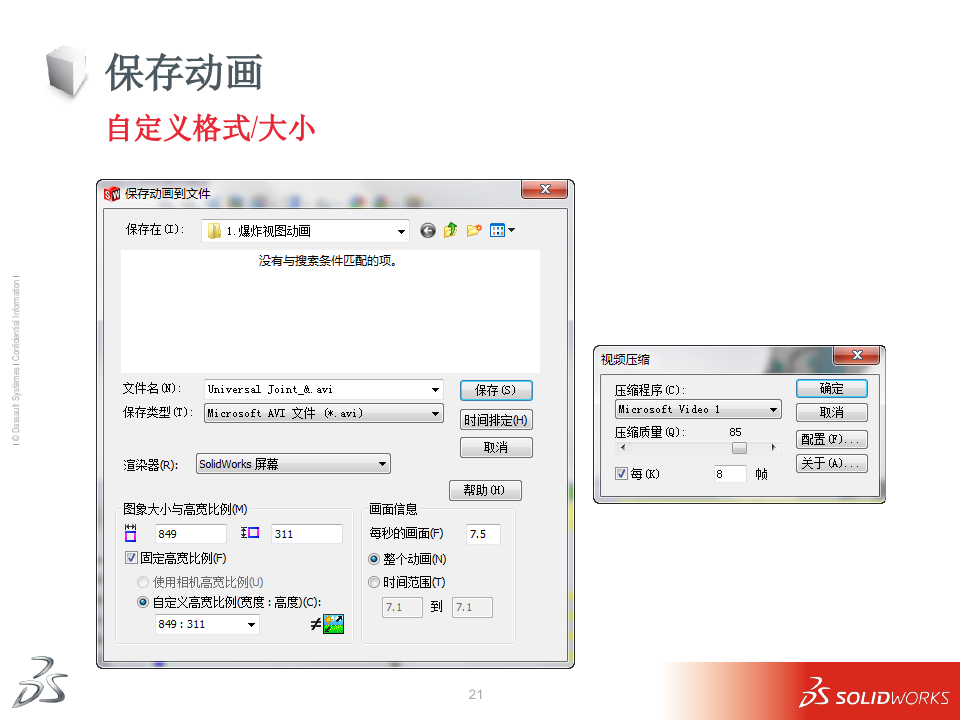 保存动画
自定义格式/大小
保存动画到文件
保存在(I):
1.爆炸视图动画
没有与搜索条件匹配的项。
文件名(N):
Universal Joint_&.avi
保存(S)
保存类型(T):
Microsoft AVI 文件 (*.avi)
时间排定(H)
取消
渲染器(R):
SolidWorks 屏幕
帮助(H)
图象大小与高宽比例(M)
849
311
固定高宽比例(F)
使用相机高宽比例(U)
自定义高宽比例(宽度 : 高度)(C):
849 : 311
画面信息
每秒的画面(F)
7.5
整个动画(N)
时间范围(T)
7.1
到
7.1
视频压缩
压缩程序(C):
Microsoft Video 1
压缩质量(Q):
85
每(K)
8
帧
确定
取消
配置(F)...
关于(A)...
I © Dassault Systèmes I Confidential Information I
21
SOLIDWORKS